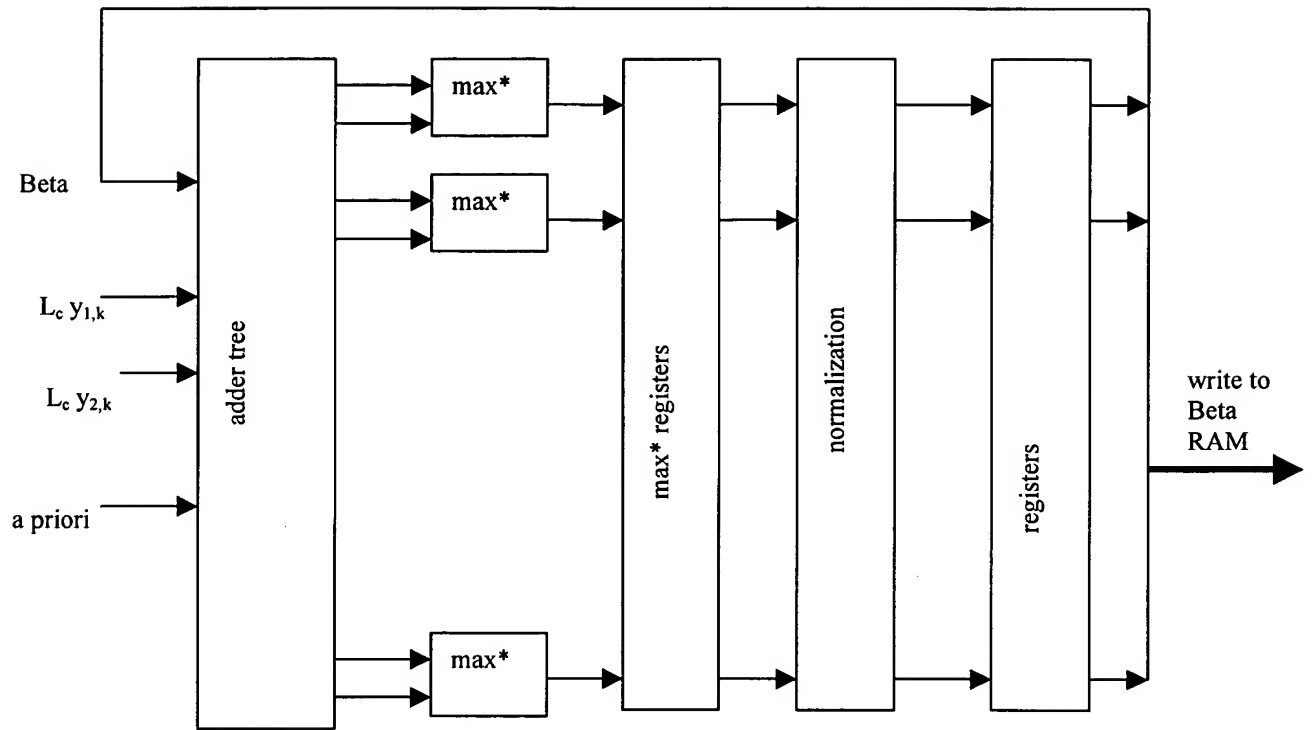 max*
max*
Beta
L_c y_{1,k}
L_c y_{2,k}
a priori
adder tree
max*
max* registers
normalization
registers
write to
Beta
RAM